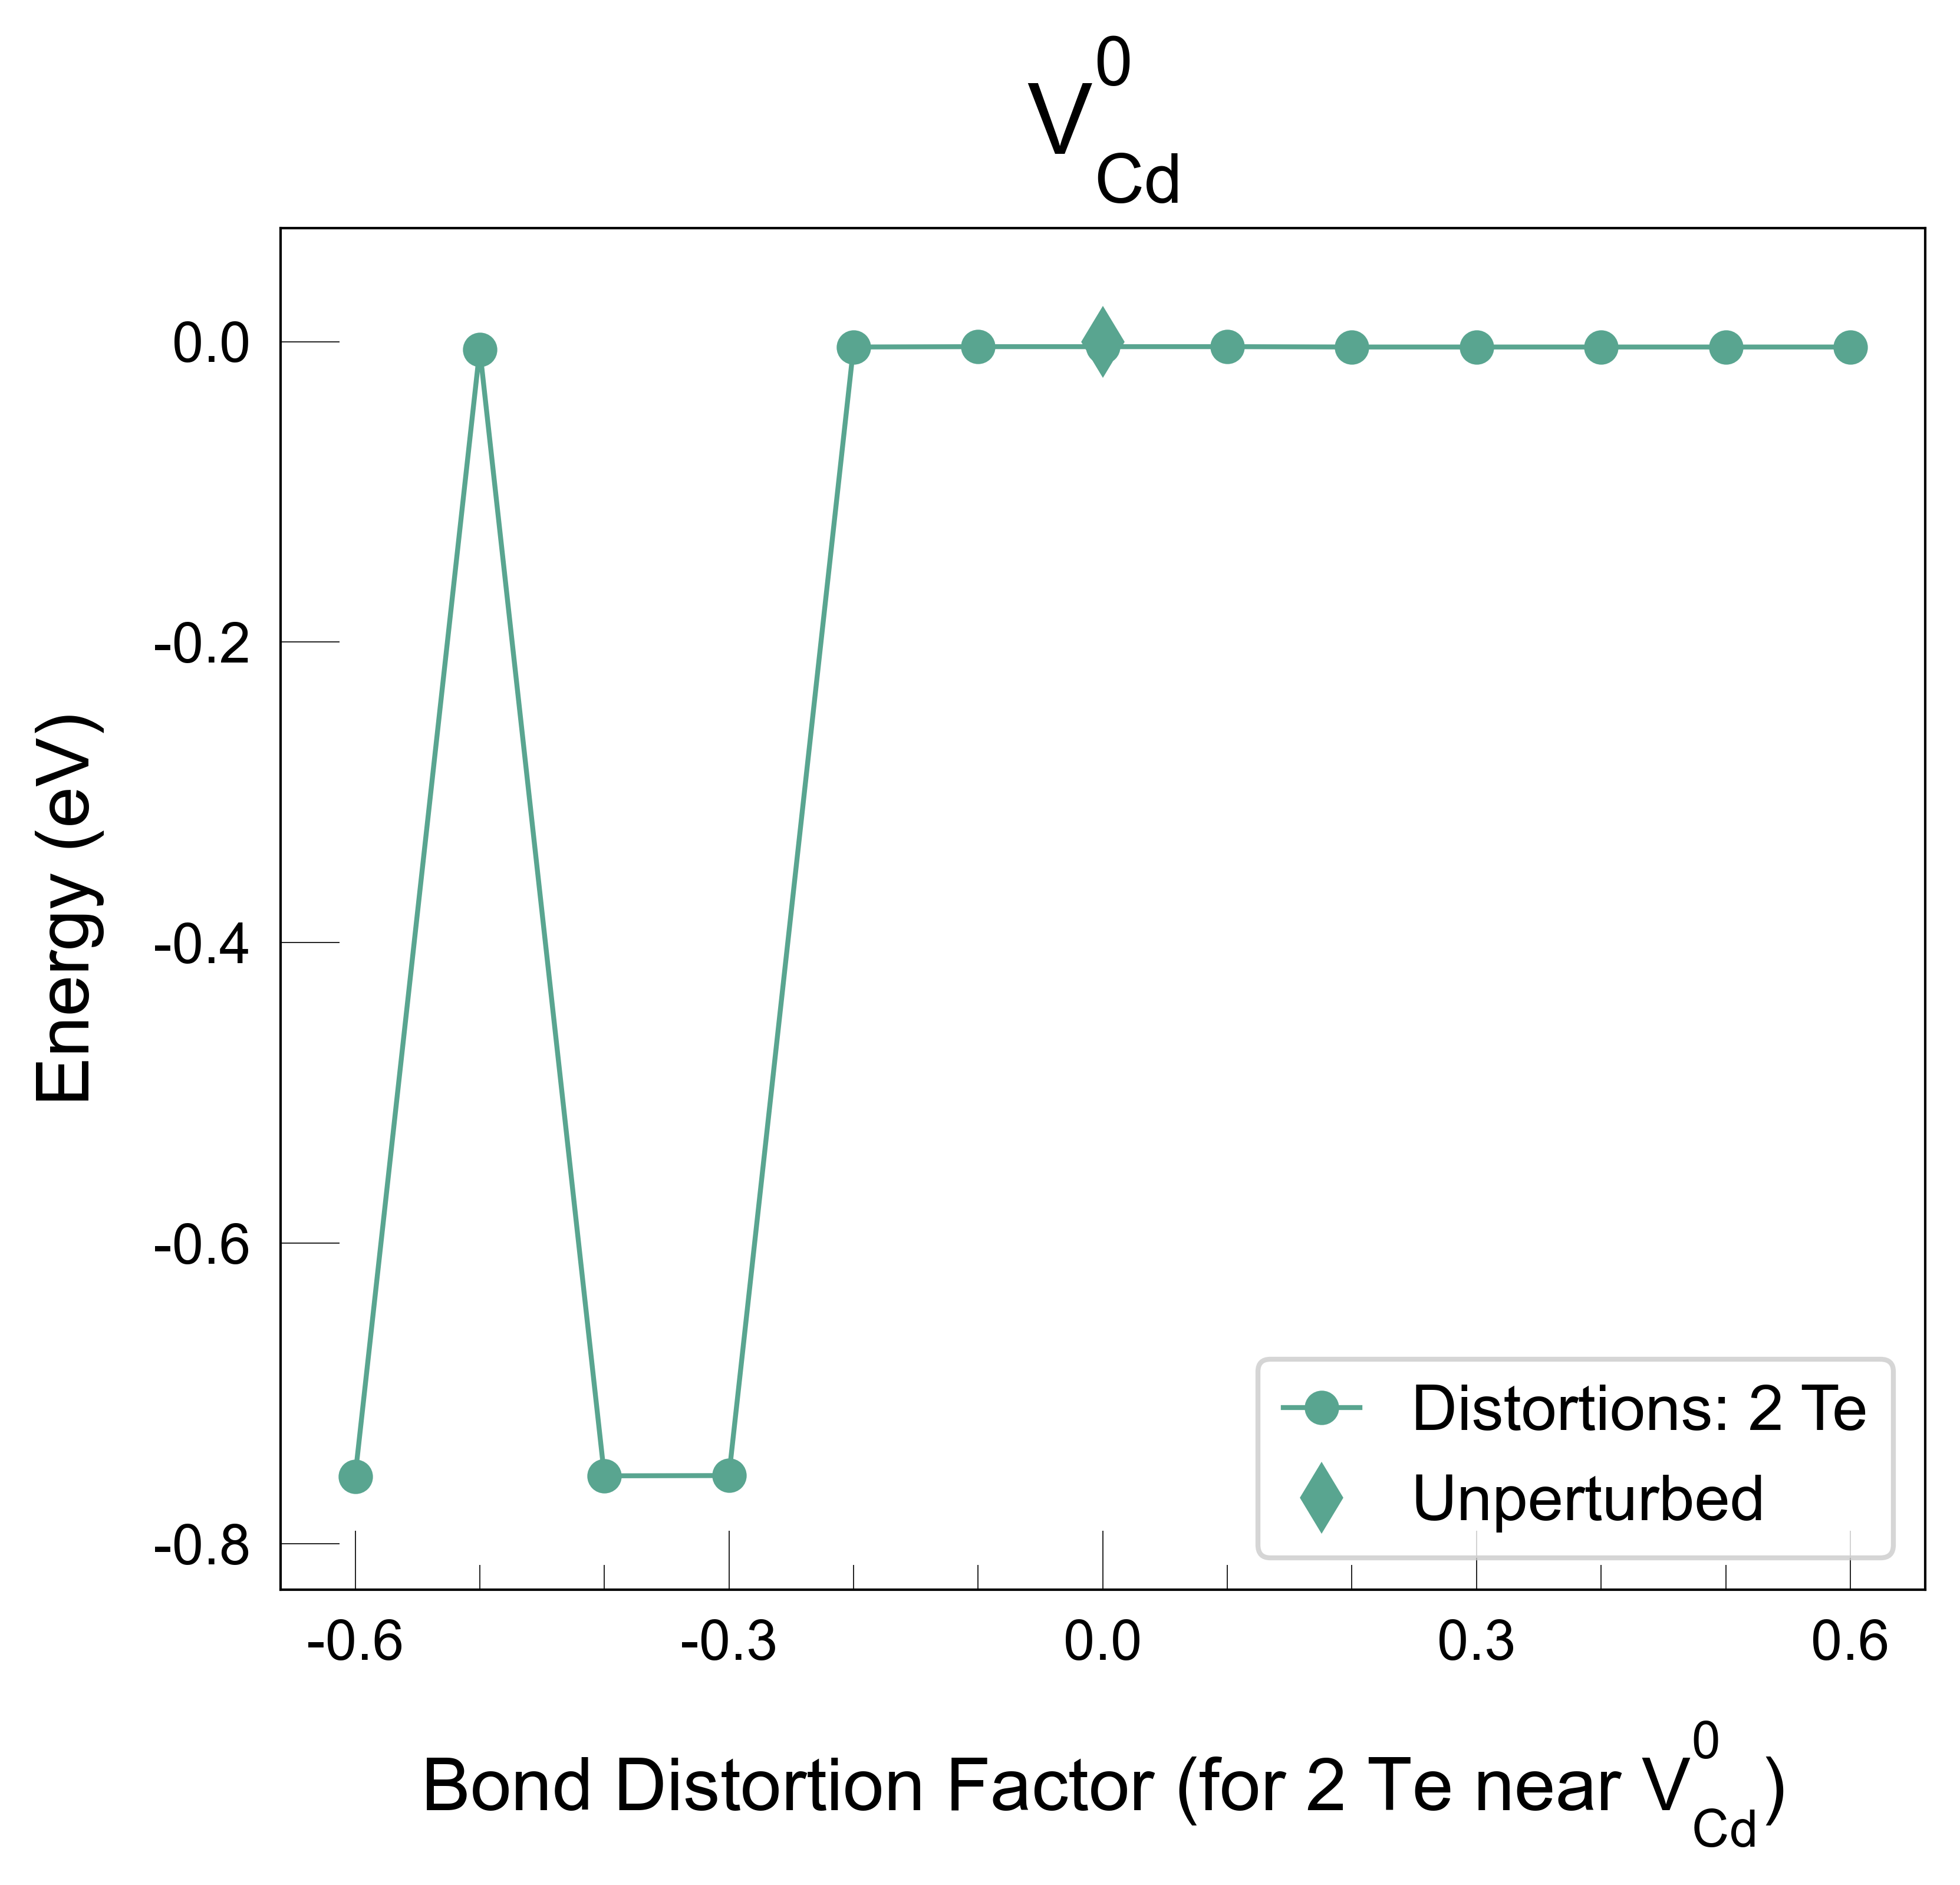 V⁰Cd
0.0
-0.2
-0.4
-0.6
-0.8
Energy (eV)
Distortions: 2 Te
Unperturbed
-0.6 -0.3 0.0 0.3 0.6
Bond Distortion Factor (for 2 Te near V⁰Cd)